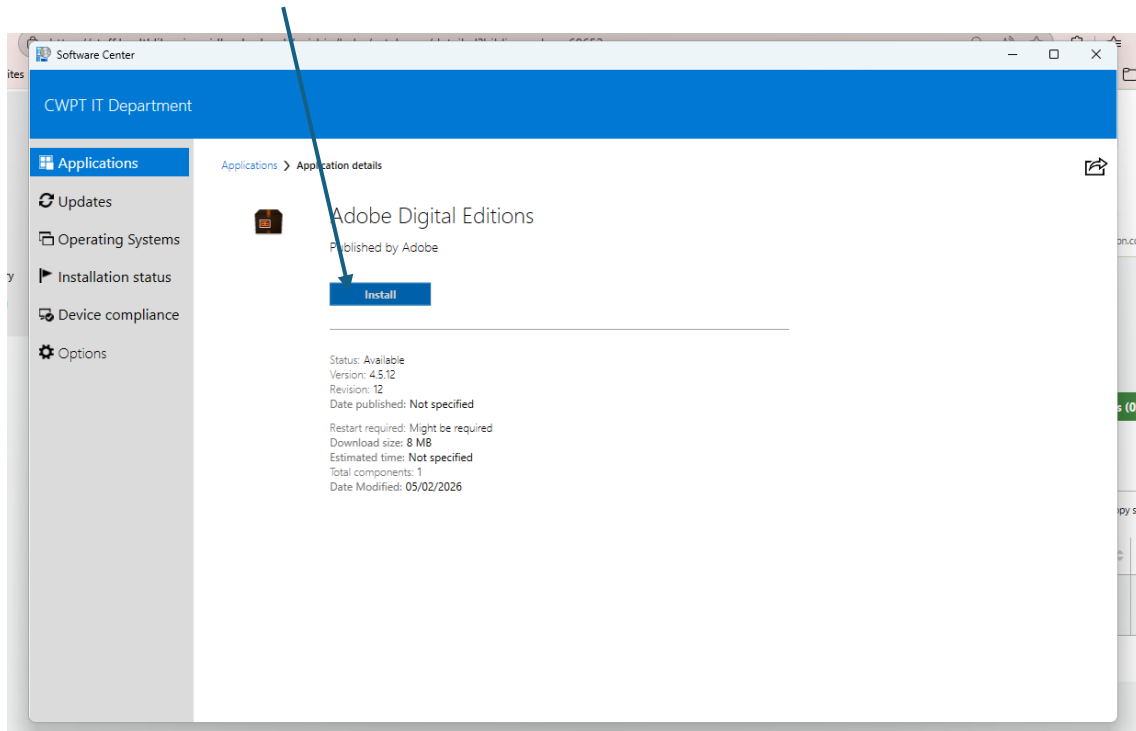 Software Center
CWPT IT Department
Applications
Updates
Operating Systems
Installation status
Device compliance
Options
Applications ❯ Application details
Adobe Digital Editions
Published by Adobe
Install
Status: Available
Version: 4.5.12
Revision: 12
Date published: Not specified
Restart required: Might be required
Download size: 8 MB
Estimated time: Not specified
Total components: 1
Date Modified: 05/02/2026